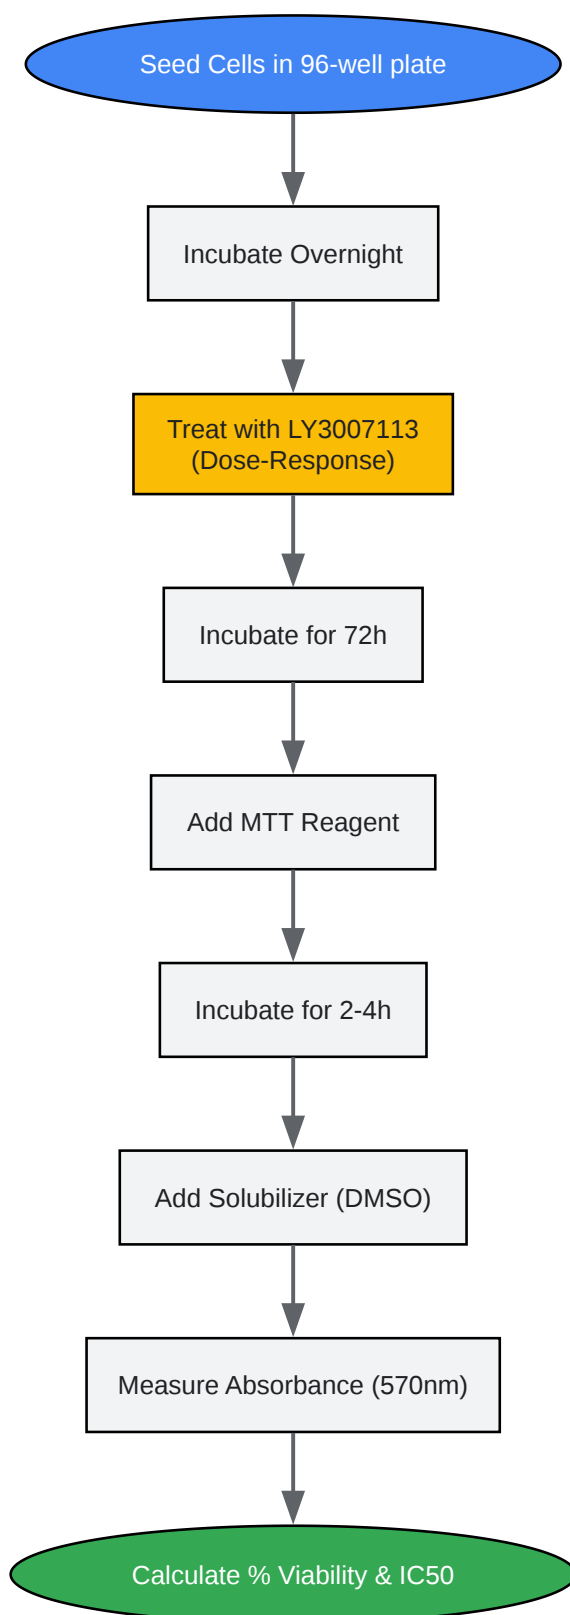 Seed Cells in 96-well plate
Incubate Overnight
Treat with LY3007113
(Dose-Response)
Incubate for 72h
Add MTT Reagent
Incubate for 2-4h
Add Solubilizer (DMSO)
Measure Absorbance (570nm)
Calculate % Viability & IC50